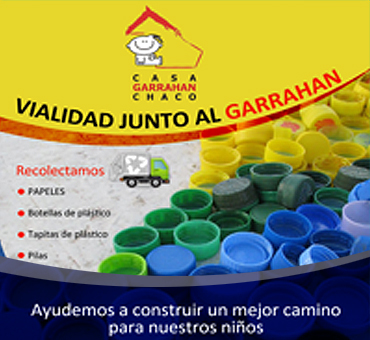 CASA
GARRAHAN
CHACO
VIALIDAD JUNTO AL GARRAHAN
Recolectamos
PAPELES
Botellas de plástico
Tapitas de plástico
Pilas
Ayudemos a construir un mejor camino
para nuestros niños